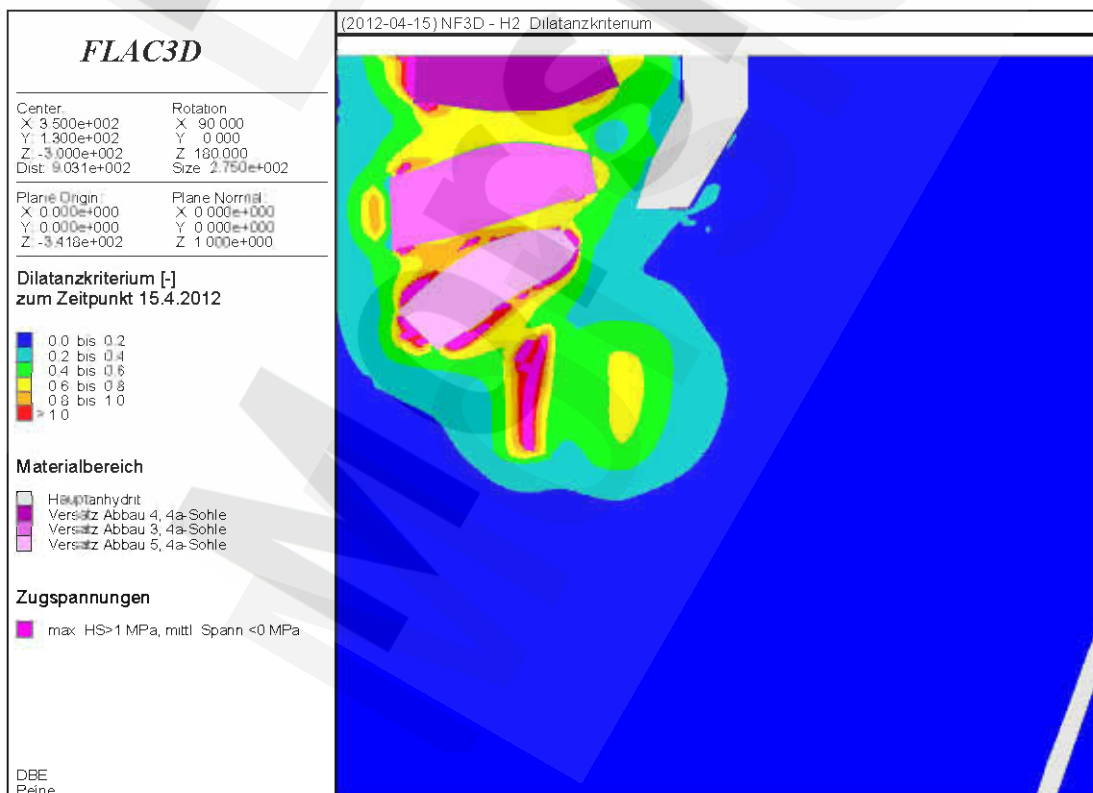 (2012-04-15) NF3D - H2 Dilatanzkriterium
FLAC3D
Center: Rotation
X: 3.500e+002 X: 90.000
Y: 1.300e+002 Y: 0.000
Z: -3.000e+002 Z: 180.000
Dist: 9.031e+002 Size: 2.750e+002
Plane Origin: Plane Normal:
X: 0.000e+000 X: 0.000e+000
Y: 0.000e+000 Y: 0.000e+000
Z: -3.418e+002 Z: 1.000e+000
Dilatanzkriterium [-]
zum Zeitpunkt 15.4.2012
0.0 bis 0.2
0.2 bis 0.4
0.4 bis 0.6
0.6 bis 0.8
0.8 bis 1.0
> 1.0
Materialbereich
Hauptanhydrit
Versatz Abbau 4, 4a-Sohle
Versatz Abbau 3, 4a-Sohle
Versatz Abbau 5, 4a-Sohle
Zugspannungen
max. HS>1 MPa, mittl. Spann.<0 MPa
DBE
Peine